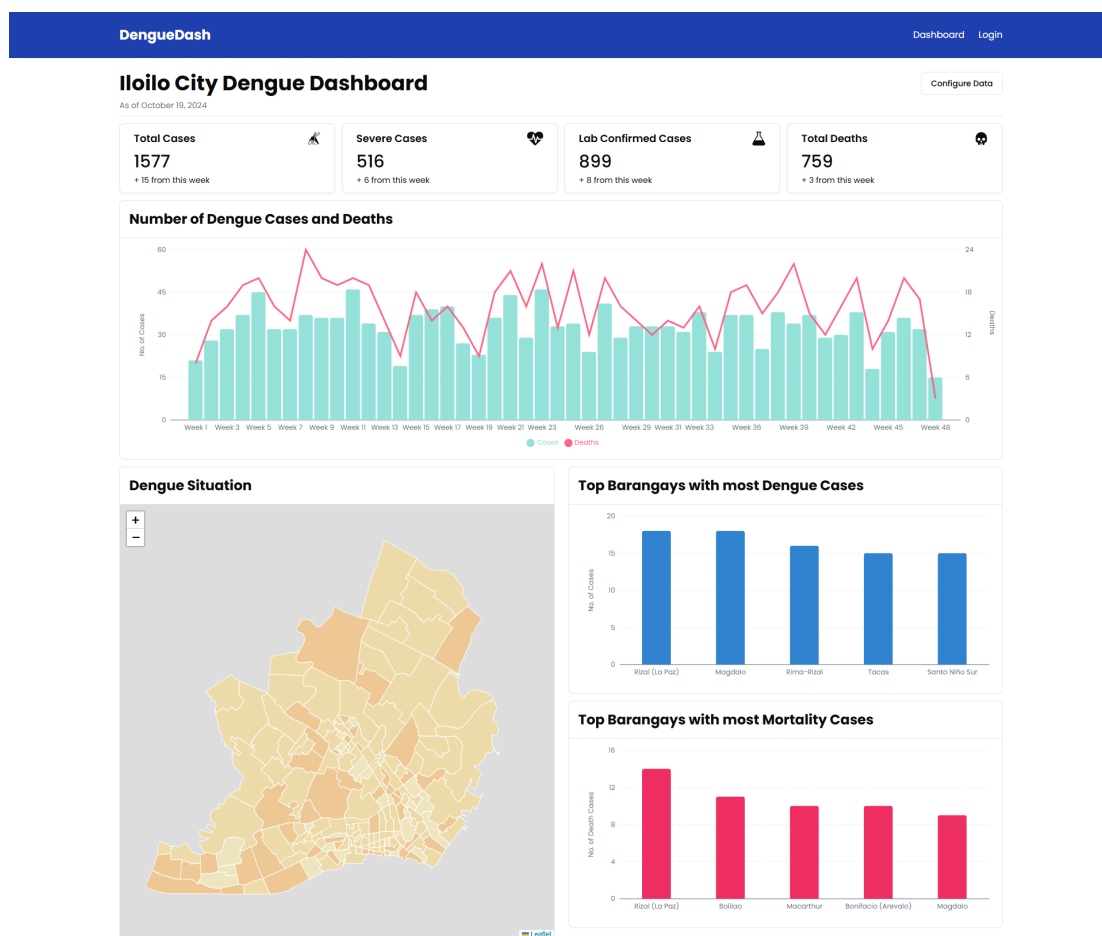 DengueDash
Dashboard Login
Iloilo City Dengue Dashboard
Configure Data
As of October 19, 2024
Total Cases
1577
+ 15 from this week
Severe Cases
516
+ 6 from this week
Lab Confirmed Cases
899
+ 8 from this week
Total Deaths
759
+ 3 from this week
Number of Dengue Cases and Deaths
60
45
30
15
0
No. of Cases
24
18
12
6
0
Deaths
Week 1 Week 3 Week 5 Week 7 Week 9 Week 11 Week 13 Week 15 Week 17 Week 19 Week 21 Week 23 Week 26 Week 29 Week 31 Week 33 Week 36 Week 39 Week 42 Week 45 Week 48
Cases Deaths
Dengue Situation
+
−
Leaflet
Top Barangays with most Dengue Cases
20
15
10
5
0
No. of Cases
Rizal (La Paz) Magdalo Rima-Rizal Tacas Santo Niño Sur
Top Barangays with most Mortality Cases
16
12
8
4
0
No. of Death Cases
Rizal (La Paz) Bolilao Macarthur Bonifacio (Arevalo) Magdalo